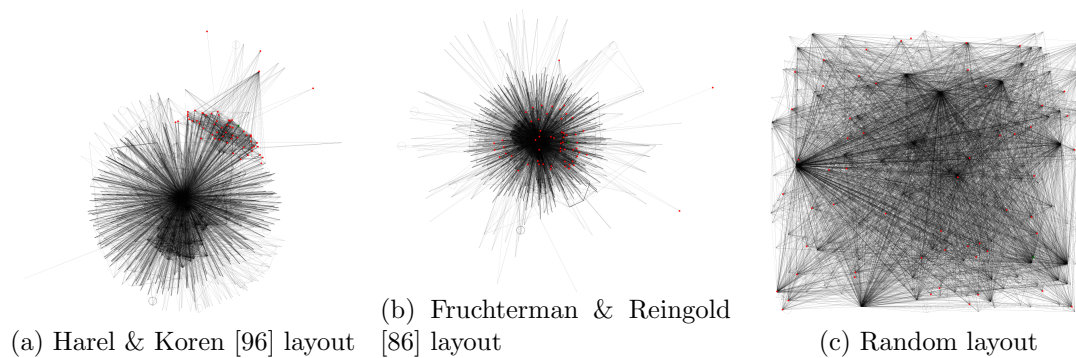 (a) Harel & Koren [96] layout
(b) Fruchterman & Reingold
[86] layout
(c) Random layout